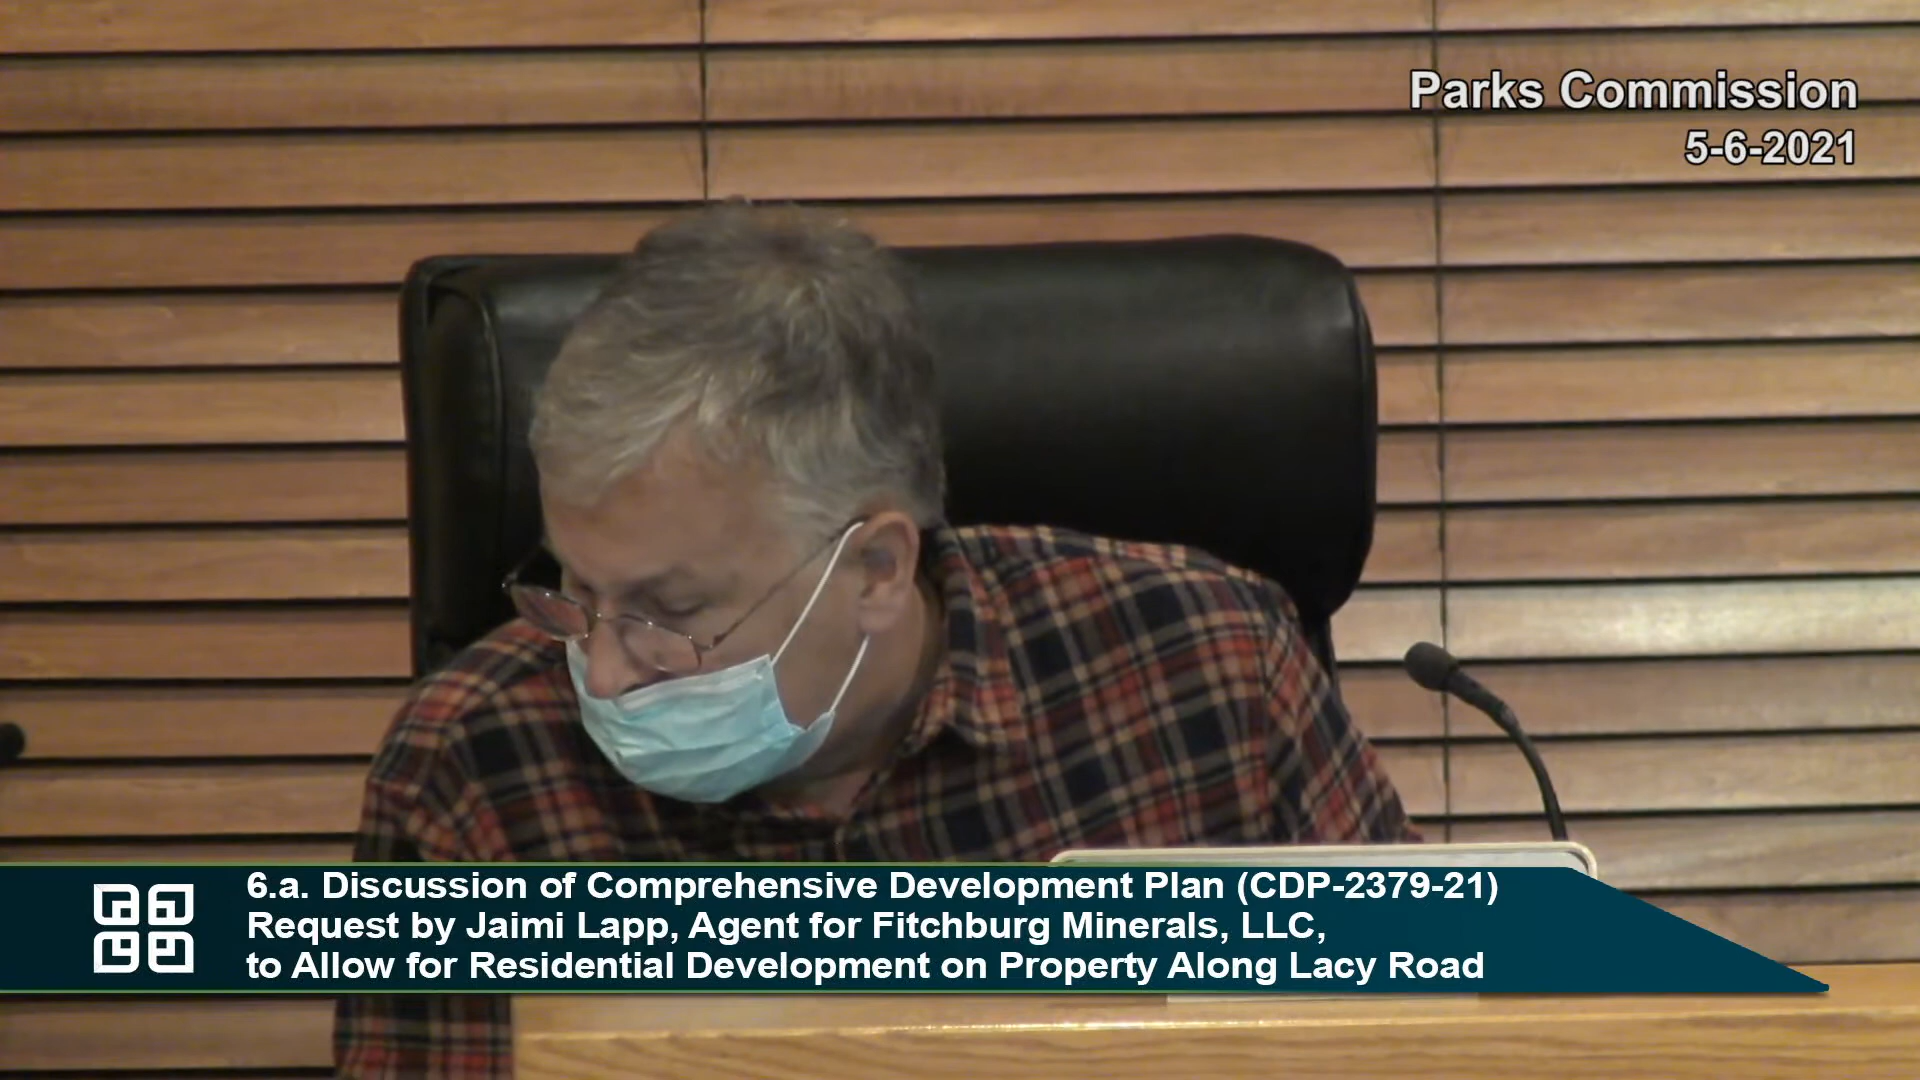 Parks Commission
5-6-2021
6.a. Discussion of Comprehensive Development Plan (CDP-2379-21)
Request by Jaimi Lapp, Agent for Fitchburg Minerals, LLC,
to Allow for Residential Development on Property Along Lacy Road